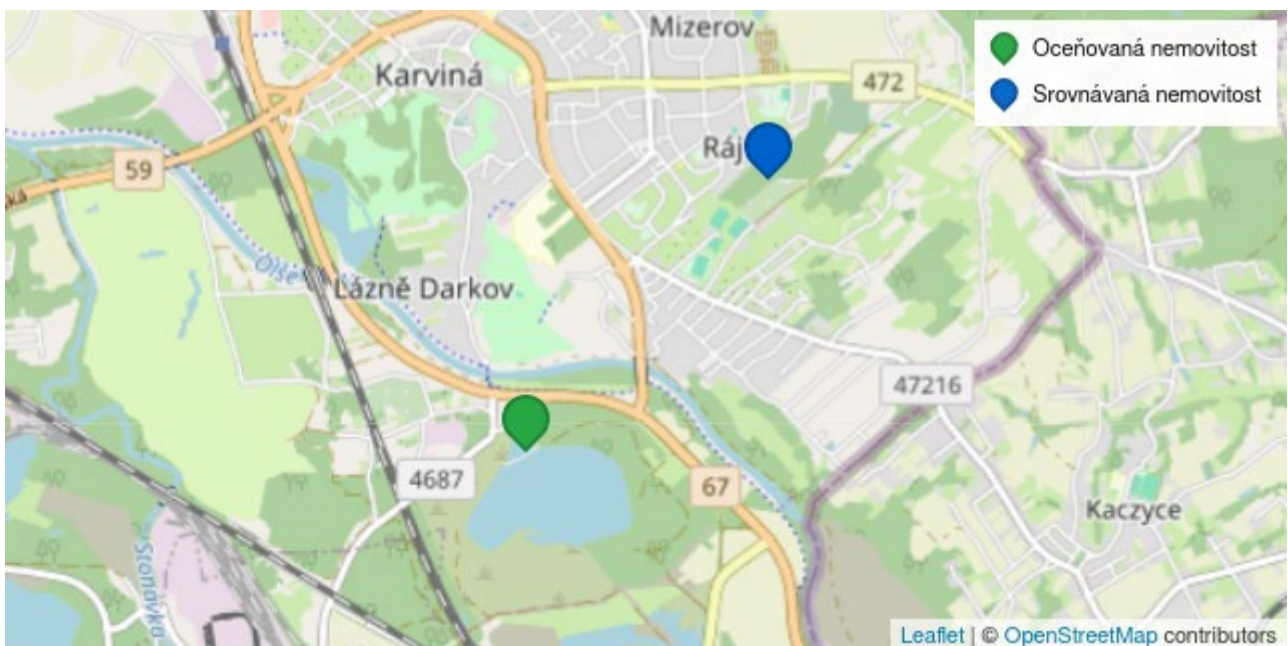 Mizerov
Oceňovaná nemovitost
Karviná
472
Srovnávaná nemovitost
Ráj
59
ká
Olše
Lázně Darkov
47216
4687
67
Kaczyce
Stonávka
Leaflet | © OpenStreetMap contributors